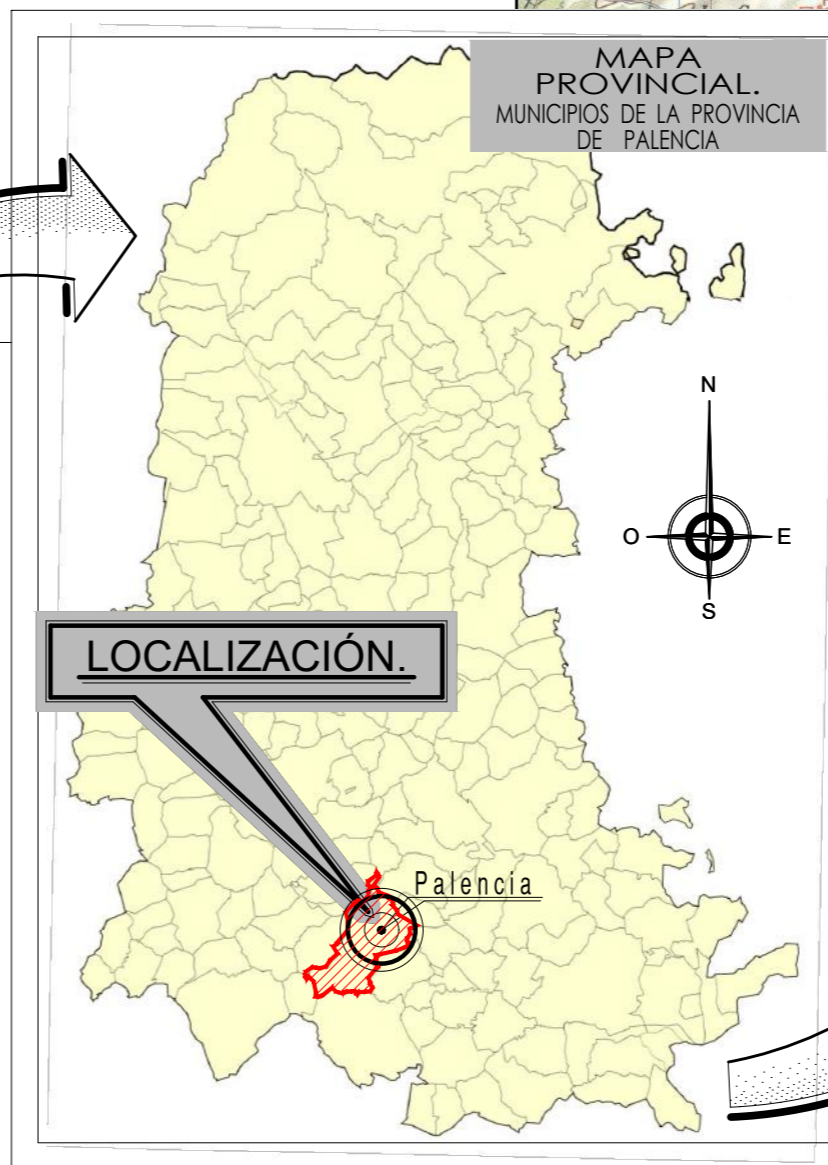 MAPA
PROVINCIAL.
MUNICIPIOS DE LA PROVINCIA
DE PALENCIA
N
O
E
S
LOCALIZACIÓN.
Palencia